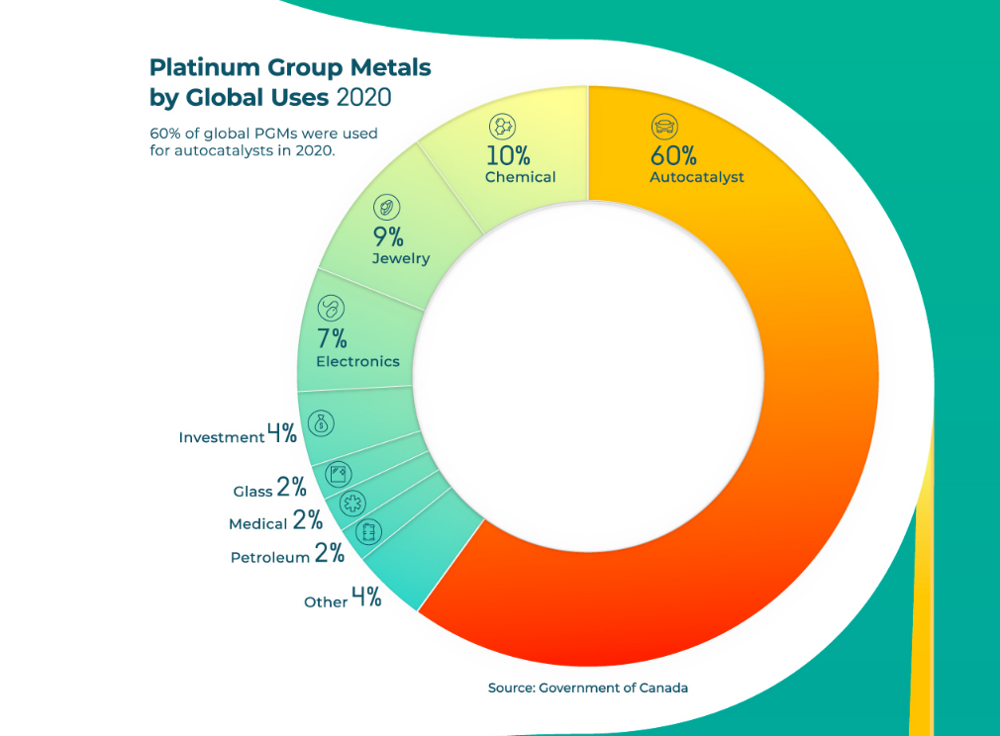 Platinum Group Metals
by Global Uses 2020
60% of global PGMs were used
for autocatalysts in 2020.
10%
Chemical
60%
Autocatalyst
9%
Jewelry
7%
Electronics
Investment 4%
Glass 2%
Medical 2%
Petroleum 2%
Other 4%
Source: Government of Canada